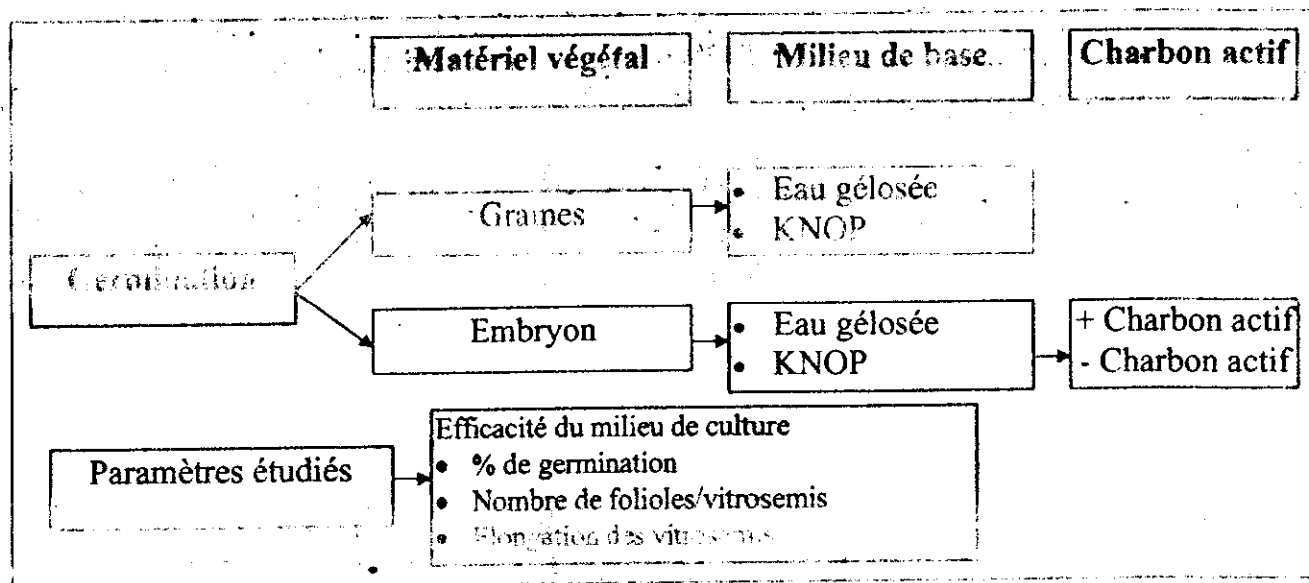 Matériel végétal
Milieu de base
Charbon actif
Graines
• Eau gélosée
• KNOP
Germination
Embryon
• Eau gélosée
• KNOP
+ Charbon actif
- Charbon actif
Paramètres étudiés
Efficacité du milieu de culture
• % de germination
• Nombre de folioles/vitrosemis
• Elongation des vitrosemis